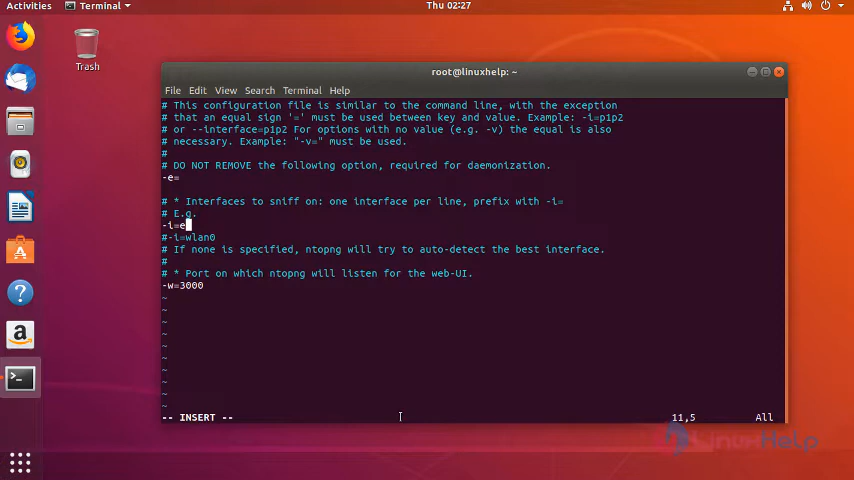 Activities
Terminal
Thu 02:27
Trash
root@linuxhelp: ~
File Edit View Search Terminal Help
# This configuration file is similar to the command line, with the exception
# that an equal sign '=' must be used between key and value. Example: -i=p1p2
# or --interface=p1p2 For options with no value (e.g. -v) the equal is also
# necessary. Example: "-v=" must be used.
#
# DO NOT REMOVE the following option, required for daemonization.
-e=
# * Interfaces to sniff on: one interface per line, prefix with -i=
# E.g.
-i=e
#-i=wlan0
# If none is specified, ntopng will try to auto-detect the best interface.
#
# * Port on which ntopng will listen for the web-UI.
-w=3000
~
~
~
~
~
~
~
~
~
~
-- INSERT -- 11,5 All
LinuxHelp